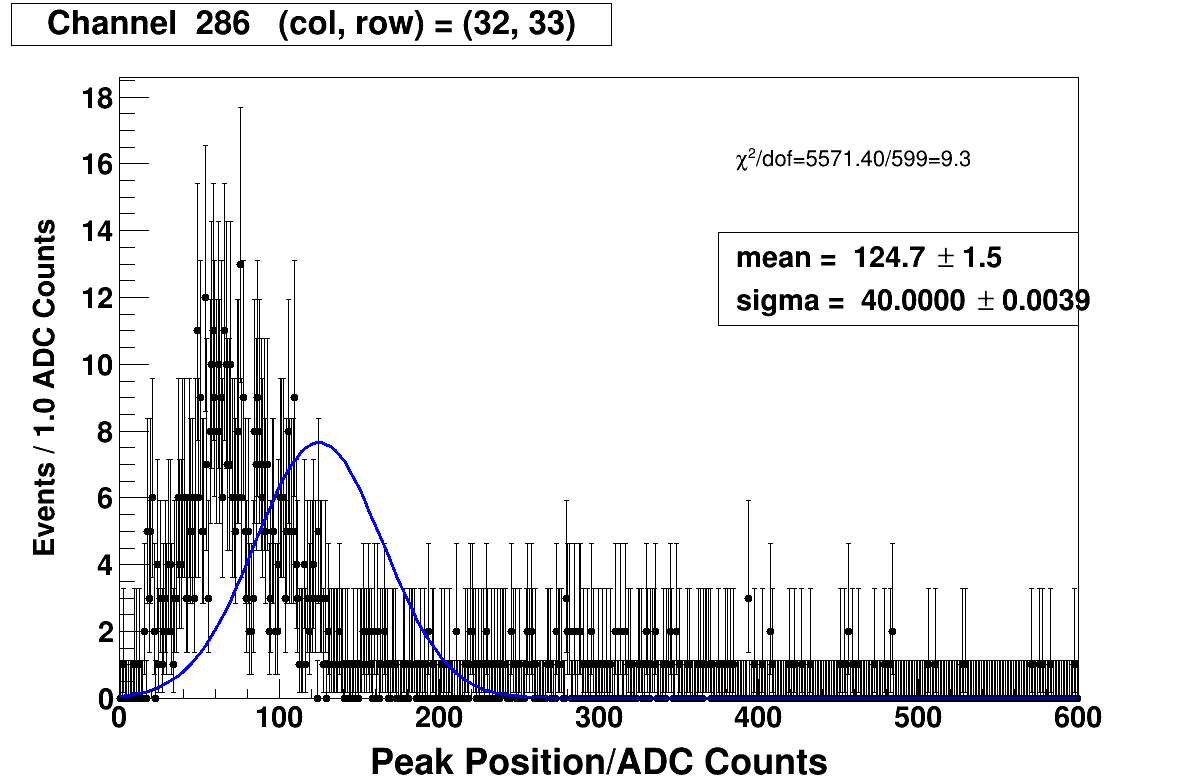 Channel 286 (col, row) = (32, 33)
18
16
14
12
10
8
6
4
2
0
Events / 1.0 ADC Counts
χ²/dof=5571.40/599=9.3
mean = 124.7 ± 1.5
sigma = 40.0000 ± 0.0039
0 100 200 300 400 500 600
Peak Position/ADC Counts